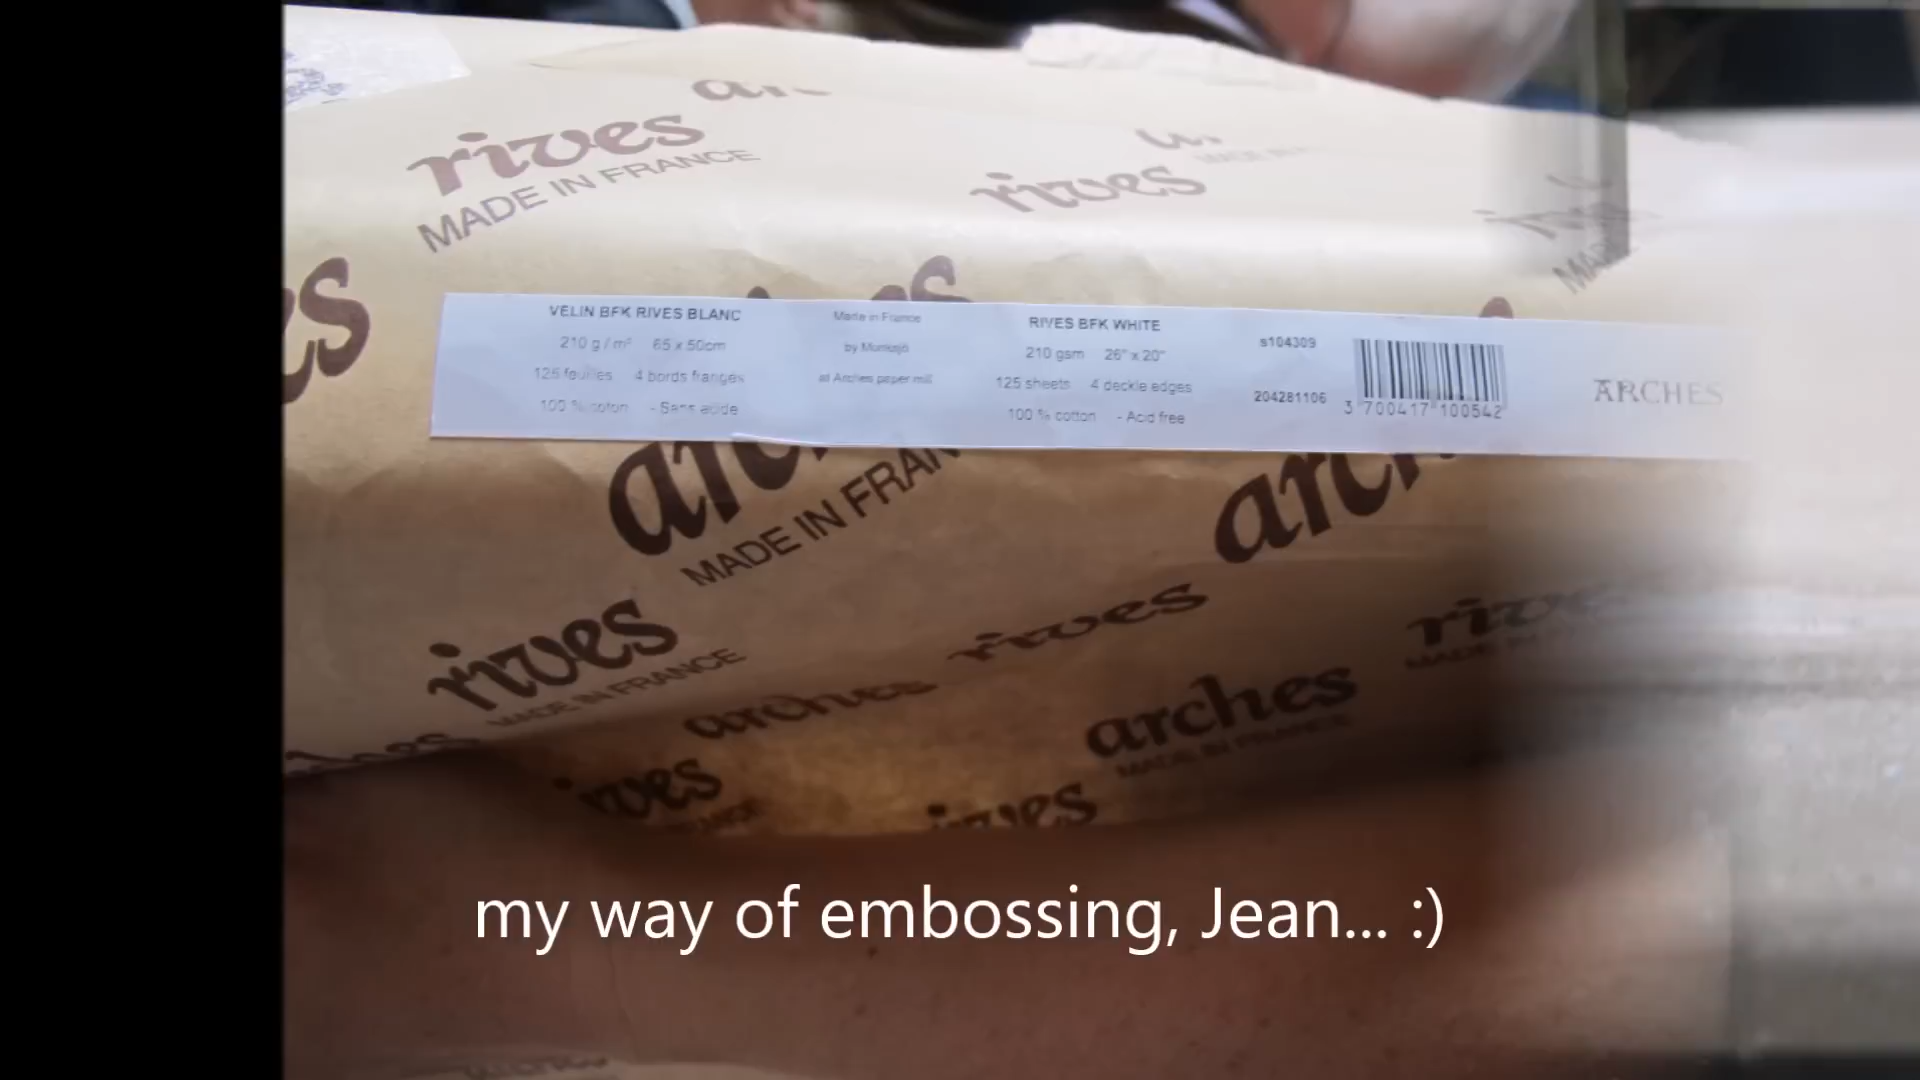 rives
MADE IN FRANCE
rives
VELIN BFK RIVES BLANC
210 g / m² 65 x 50cm
125 feuilles 4 bords frangés
100 % coton - Sans acide
Made in France
by Munksjö
at Arches paper mill
RIVES BFK WHITE
210 gsm 26" x 20"
125 sheets 4 deckle edges
100 % cotton - Acid free
s104309
204281106
3 700417 100542
ARCHES
MADE IN FRAN
rives
MADE IN FRANCE
rives
arches
arches
MADE IN FRANCE
my way of embossing, Jean... :)